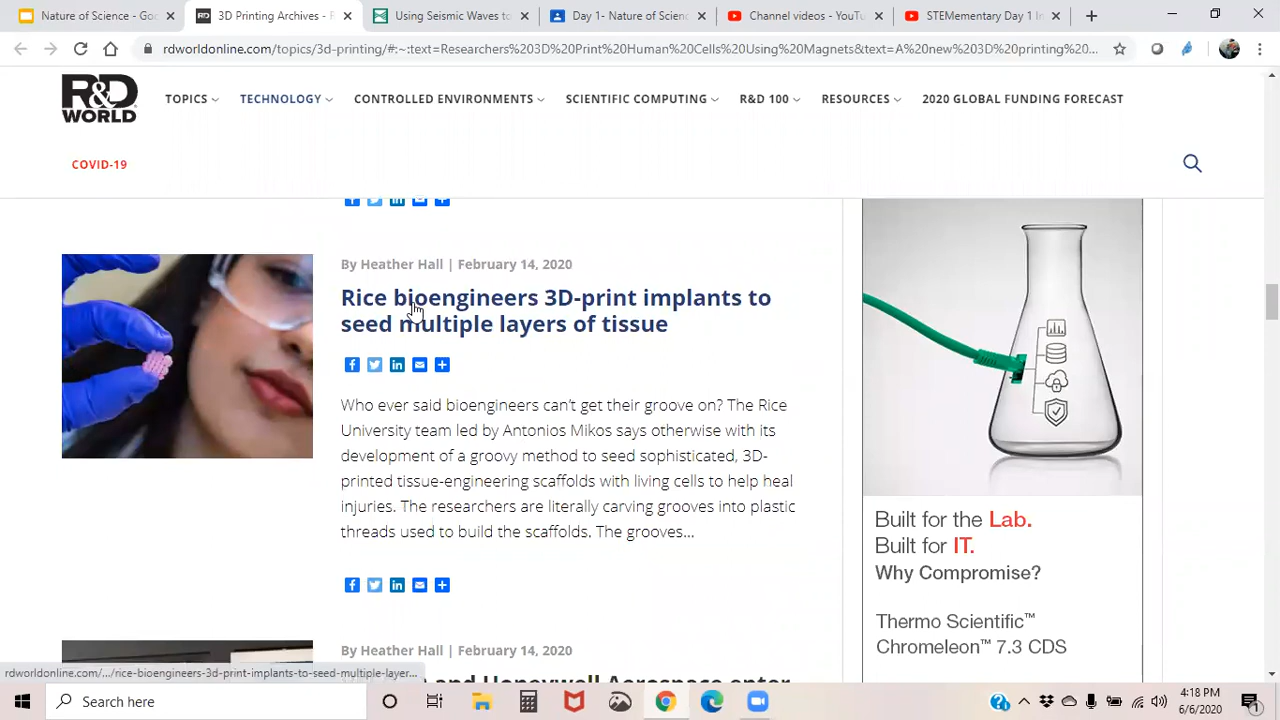 Nature of Science - Goo
3D Printing Archives - R
Using Seismic Waves to
Day 1- Nature of Scienc
Channel videos - YouTu
STEMementary Day 1 In
rdworldonline.com/topics/3d-printing/#:~:text=Researchers%203D%20Print%20Human%20Cells%20Using%20Magnets&text=A%20new%203D%20printing%20...
R&D
WORLD
TOPICS
TECHNOLOGY
CONTROLLED ENVIRONMENTS
SCIENTIFIC COMPUTING
R&D 100
RESOURCES
2020 GLOBAL FUNDING FORECAST
COVID-19
By Heather Hall | February 14, 2020
Rice bioengineers 3D-print implants to
seed multiple layers of tissue
Who ever said bioengineers can't get their groove on? The Rice
University team led by Antonios Mikos says otherwise with its
development of a groovy method to seed sophisticated, 3D-
printed tissue-engineering scaffolds with living cells to help heal
injuries. The researchers are literally carving grooves into plastic
threads used to build the scaffolds. The grooves...
By Heather Hall | February 14, 2020
and Honeywell Aerospace enter
Built for the Lab.
Built for IT.
Why Compromise?
Thermo Scientific™
Chromeleon™ 7.3 CDS
rdworldonline.com/.../rice-bioengineers-3d-print-implants-to-seed-multiple-layer...
Search here
4:18 PM
6/6/2020